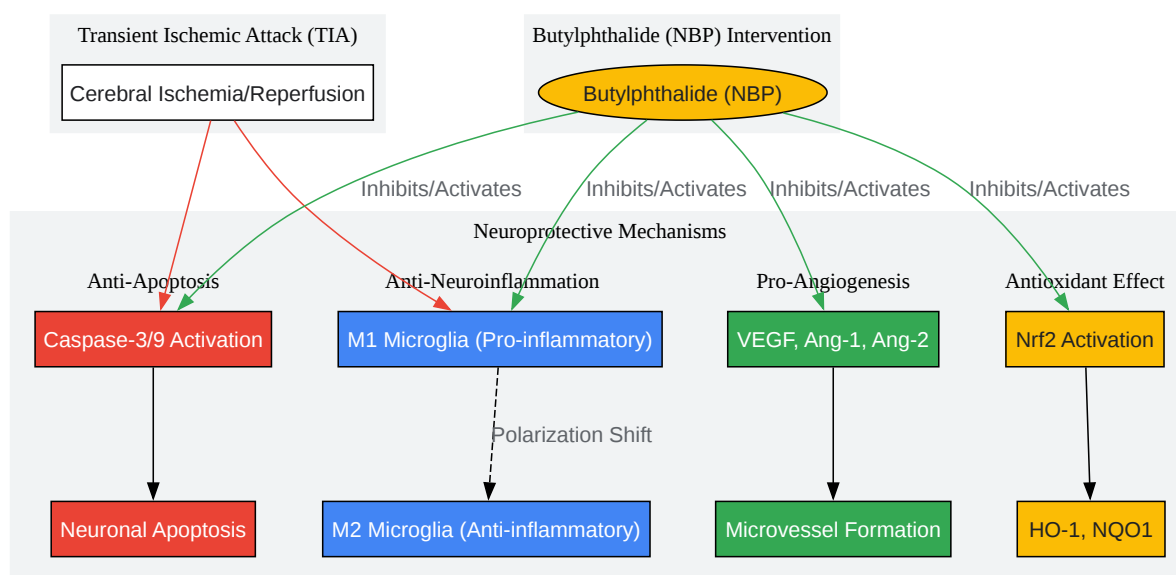 Transient Ischemic Attack (TIA)
Butylphthalide (NBP) Intervention
Cerebral Ischemia/Reperfusion
Butylphthalide (NBP)
Inhibits/Activates
Inhibits/Activates
Inhibits/Activates
Inhibits/Activates
Neuroprotective Mechanisms
Anti-Apoptosis
Anti-Neuroinflammation
Pro-Angiogenesis
Antioxidant Effect
Caspase-3/9 Activation
M1 Microglia (Pro-inflammatory)
VEGF, Ang-1, Ang-2
Nrf2 Activation
Polarization Shift
Neuronal Apoptosis
M2 Microglia (Anti-inflammatory)
Microvessel Formation
HO-1, NQO1